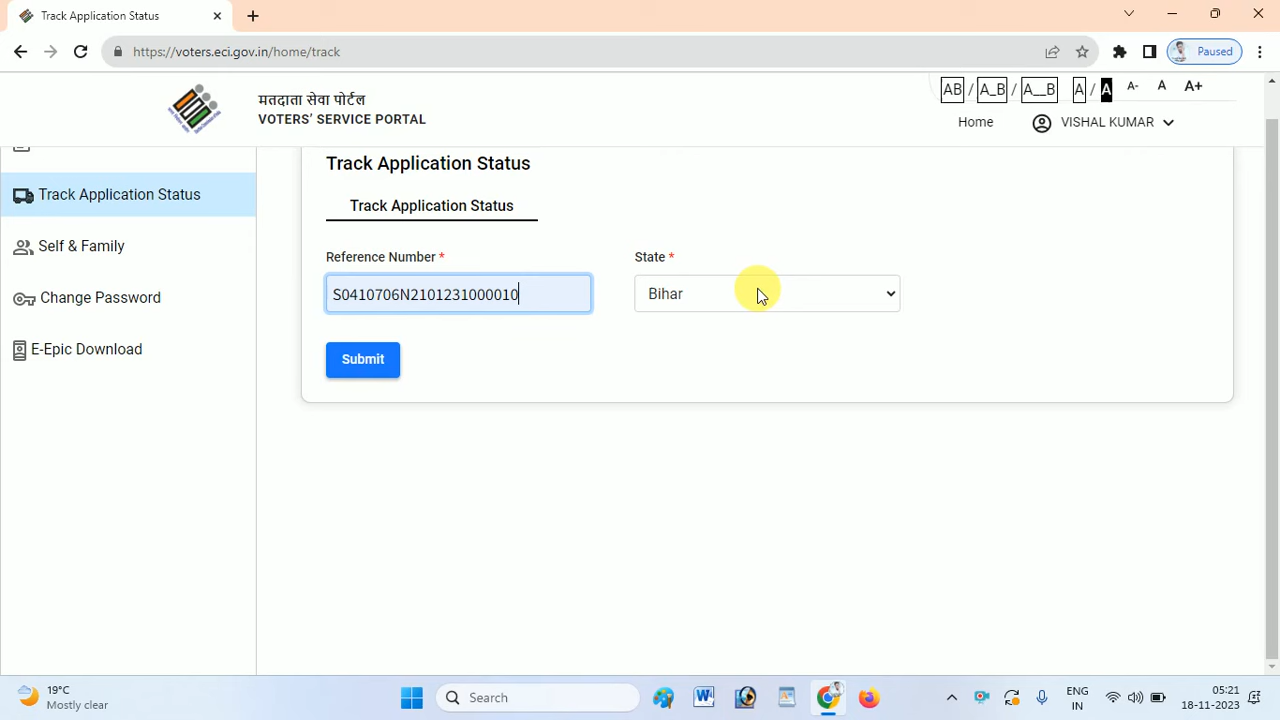 Track Application Status
https://voters.eci.gov.in/home/track
Paused
मतदाता सेवा पोर्टल
VOTERS' SERVICE PORTAL
AB / A_B / A__B A / A A- A A+
Home
VISHAL KUMAR
Track Application Status
Self & Family
Change Password
E-Epic Download
Track Application Status
Track Application Status
Reference Number *
State *
S0410706N2101231000010
Bihar
Submit
19°C
Mostly clear
Search
ENG
IN
05:21
18-11-2023